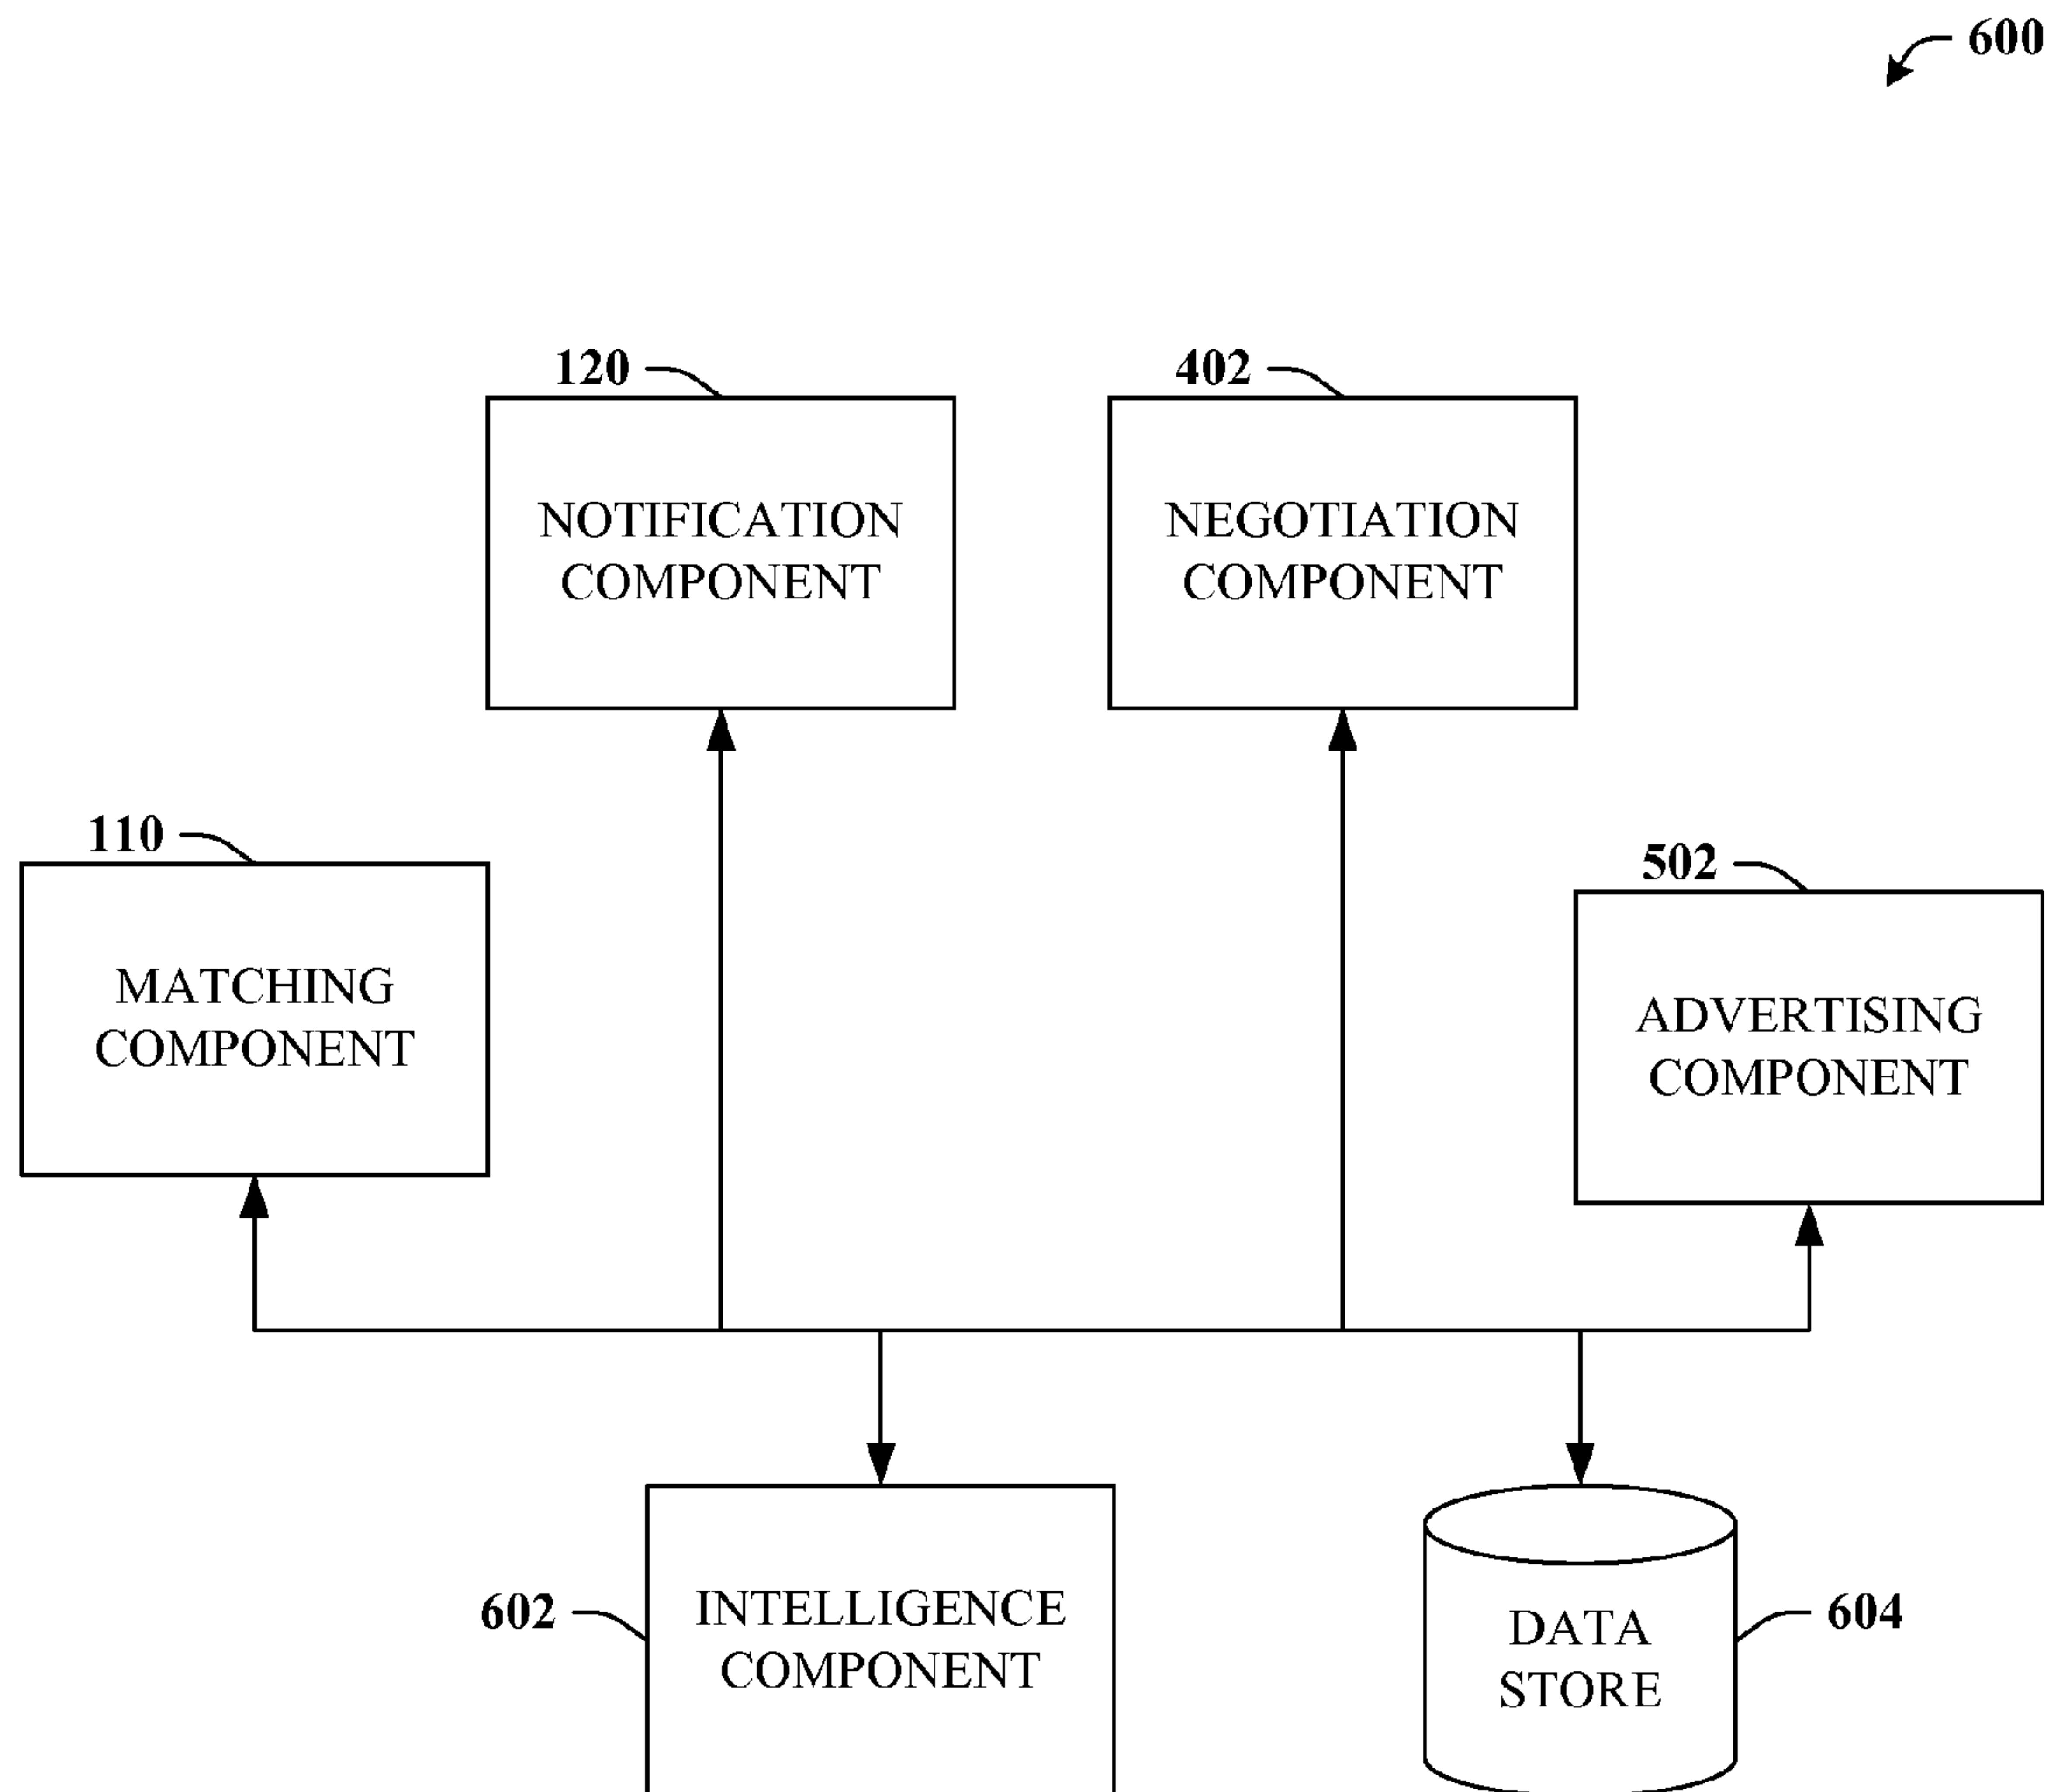 600
120
NOTIFICATION
COMPONENT
402
NEGOTIATION
COMPONENT
110
MATCHING
COMPONENT
502
ADVERTISING
COMPONENT
602
INTELLIGENCE
COMPONENT
DATA
STORE
604